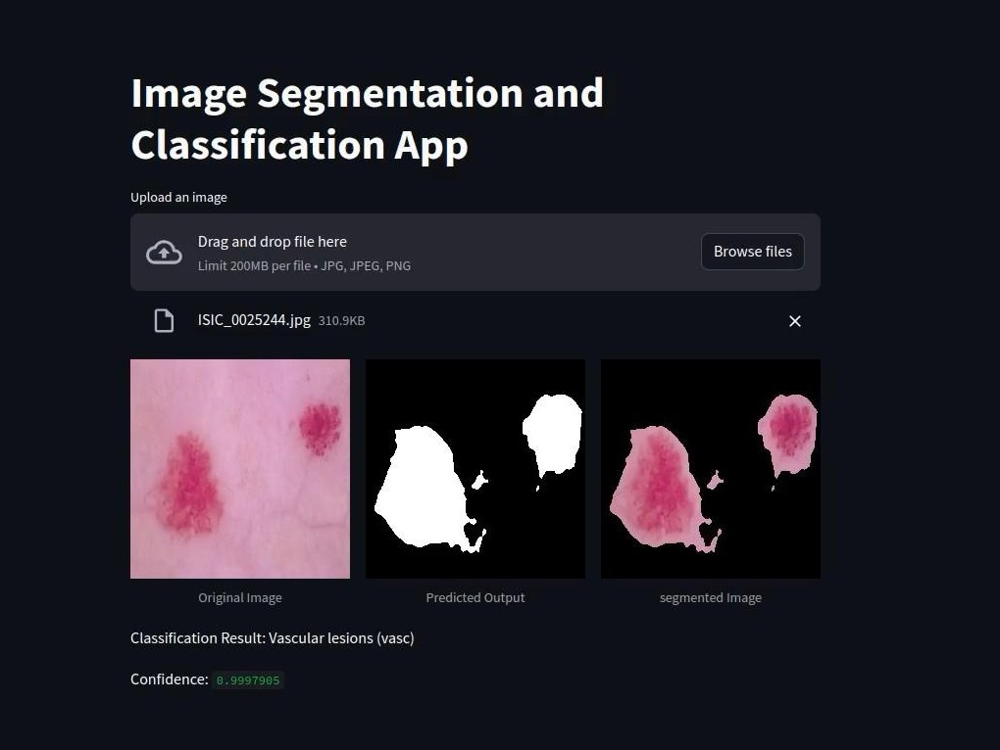 Image Segmentation and
Classification App
Upload an image
Drag and drop file here
Limit 200MB per file • JPG, JPEG, PNG
Browse files
ISIC_0025244.jpg 310.9KB
Original Image
Predicted Output
segmented Image
Classification Result: Vascular lesions (vasc)
Confidence: 0.9997905